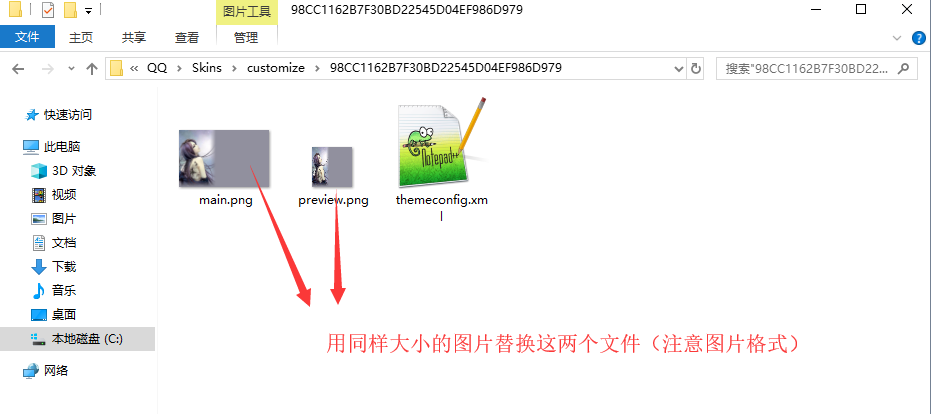 图片工具
98CC1162B7F30BD22545D04EF986D979
文件 主页 共享 查看 管理
« QQ > Skins > customize > 98CC1162B7F30BD22545D04EF986D979
搜索"98CC1162B7F30BD22...
快速访问
此电脑
3D 对象
视频
图片
文档
下载
音乐
桌面
本地磁盘 (C:)
网络
Notepad++
main.png
preview.png
themeconfig.xm
l
用同样大小的图片替换这两个文件（注意图片格式）